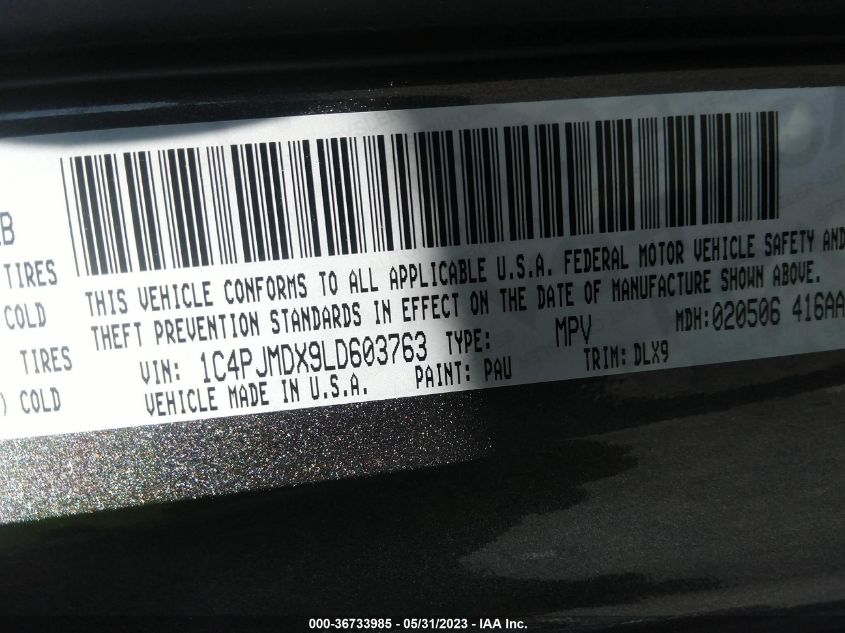 B
TIRES
COLD
TIRES
) COLD
THIS VEHICLE CONFORMS TO ALL APPLICABLE U.S.A. FEDERAL MOTOR VEHICLE SAFETY AND
THEFT PREVENTION STANDARDS IN EFFECT ON THE DATE OF MANUFACTURE SHOWN ABOVE.
VIN: 1C4PJMDX9LD603763 TYPE: MPV MDH:020506 416AA
VEHICLE MADE IN U.S.A. PAINT: PAU TRIM: DLX9
000-36733985 - 05/31/2023 - IAA Inc.